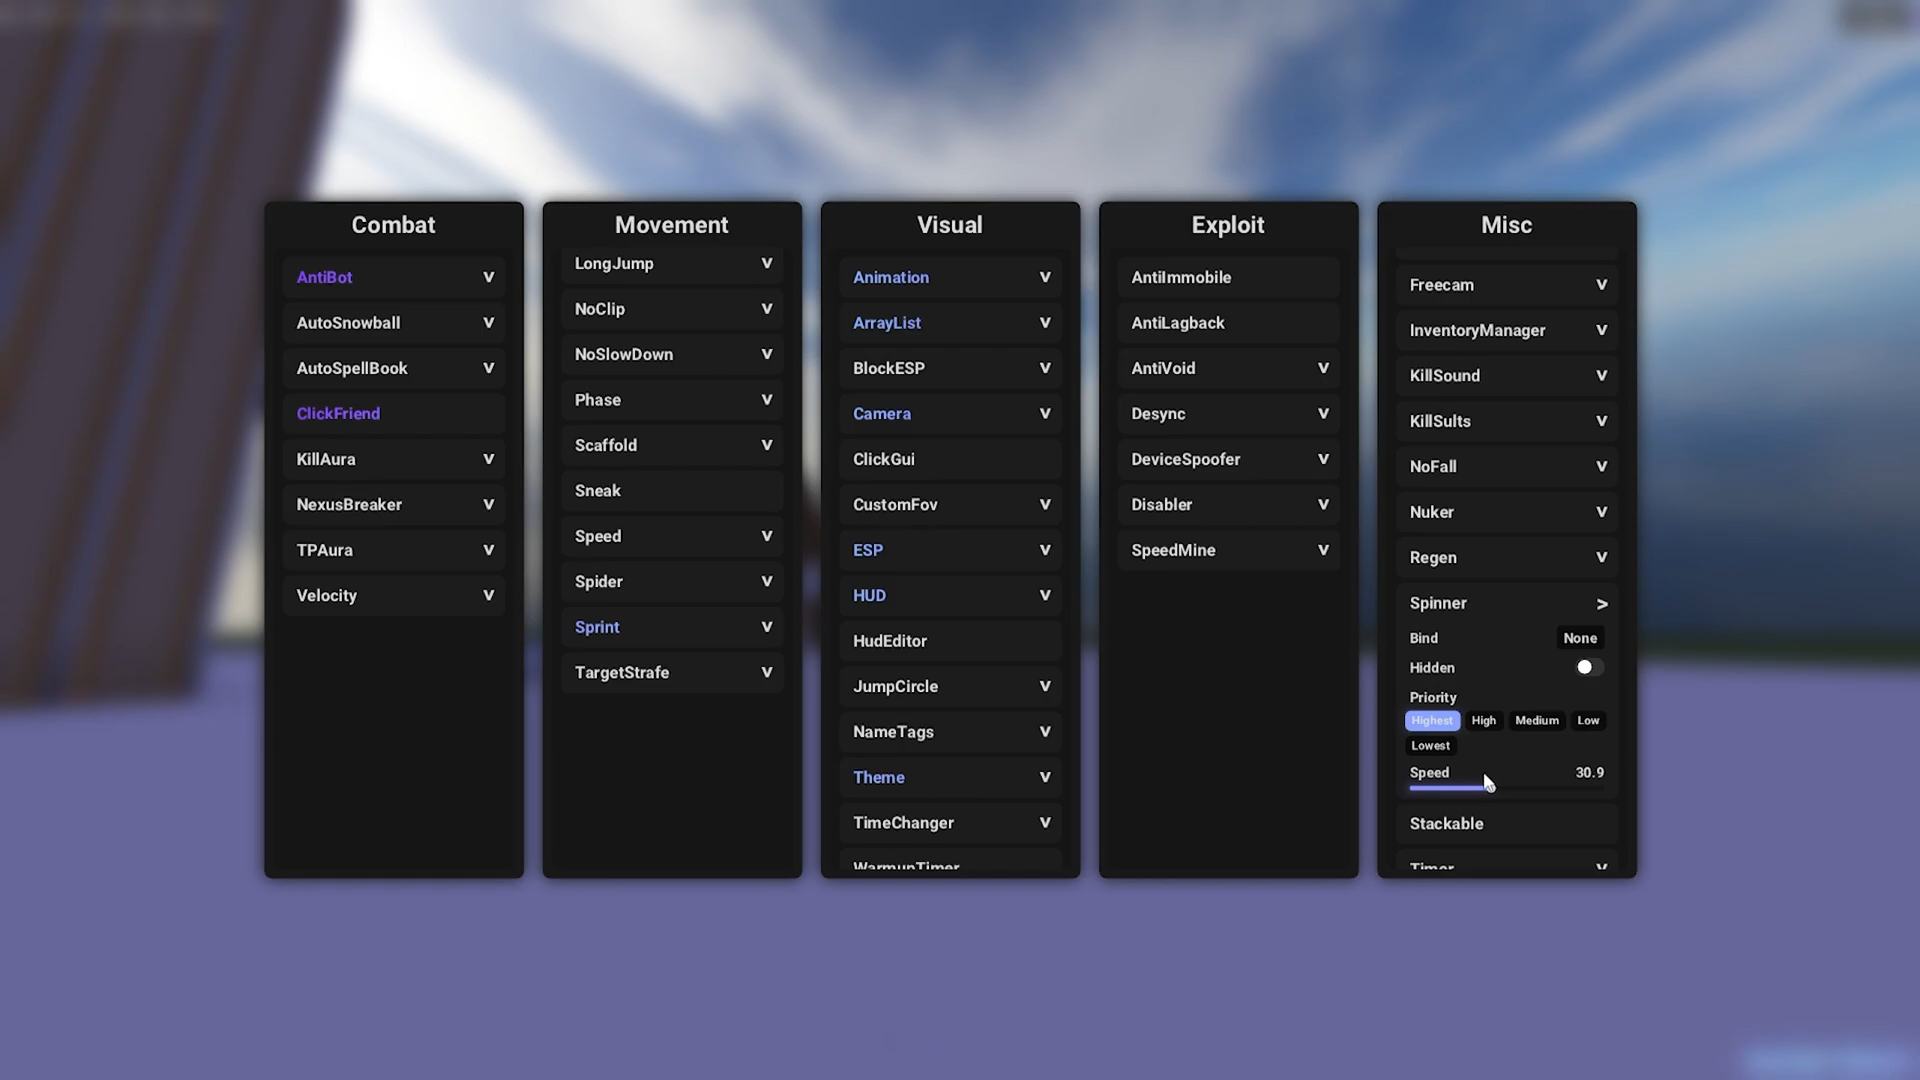 Combat
AntiBot V
AutoSnowball V
AutoSpellBook V
ClickFriend
KillAura V
NexusBreaker V
TPAura V
Velocity V
Movement
LongJump V
NoClip V
NoSlowDown V
Phase V
Scaffold V
Sneak
Speed V
Spider V
Sprint V
TargetStrafe V
Visual
Animation V
ArrayList V
BlockESP V
Camera V
ClickGui
CustomFov V
ESP V
HUD V
HudEditor
JumpCircle V
NameTags V
Theme V
TimeChanger V
WarmupTimer
Exploit
AntiImmobile
AntiLagback
AntiVoid V
Desync V
DeviceSpoofer V
Disabler V
SpeedMine V
Misc
Freecam V
InventoryManager V
KillSound V
KillSults V
NoFall V
Nuker V
Regen V
Spinner >
Bind None
Hidden
Priority
Highest High Medium Low
Lowest
Speed 30.9
Stackable
Timer V